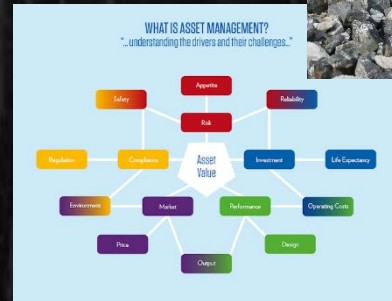 WHAT IS ASSET MANAGEMENT?
“...understanding the drivers and their challenges...”
Appetite
Safety
Reliability
Risk
Regulation
Compliance
Asset
Value
Investment
Life Expectancy
Environment
Market
Performance
Operating Costs
Price
Design
Output